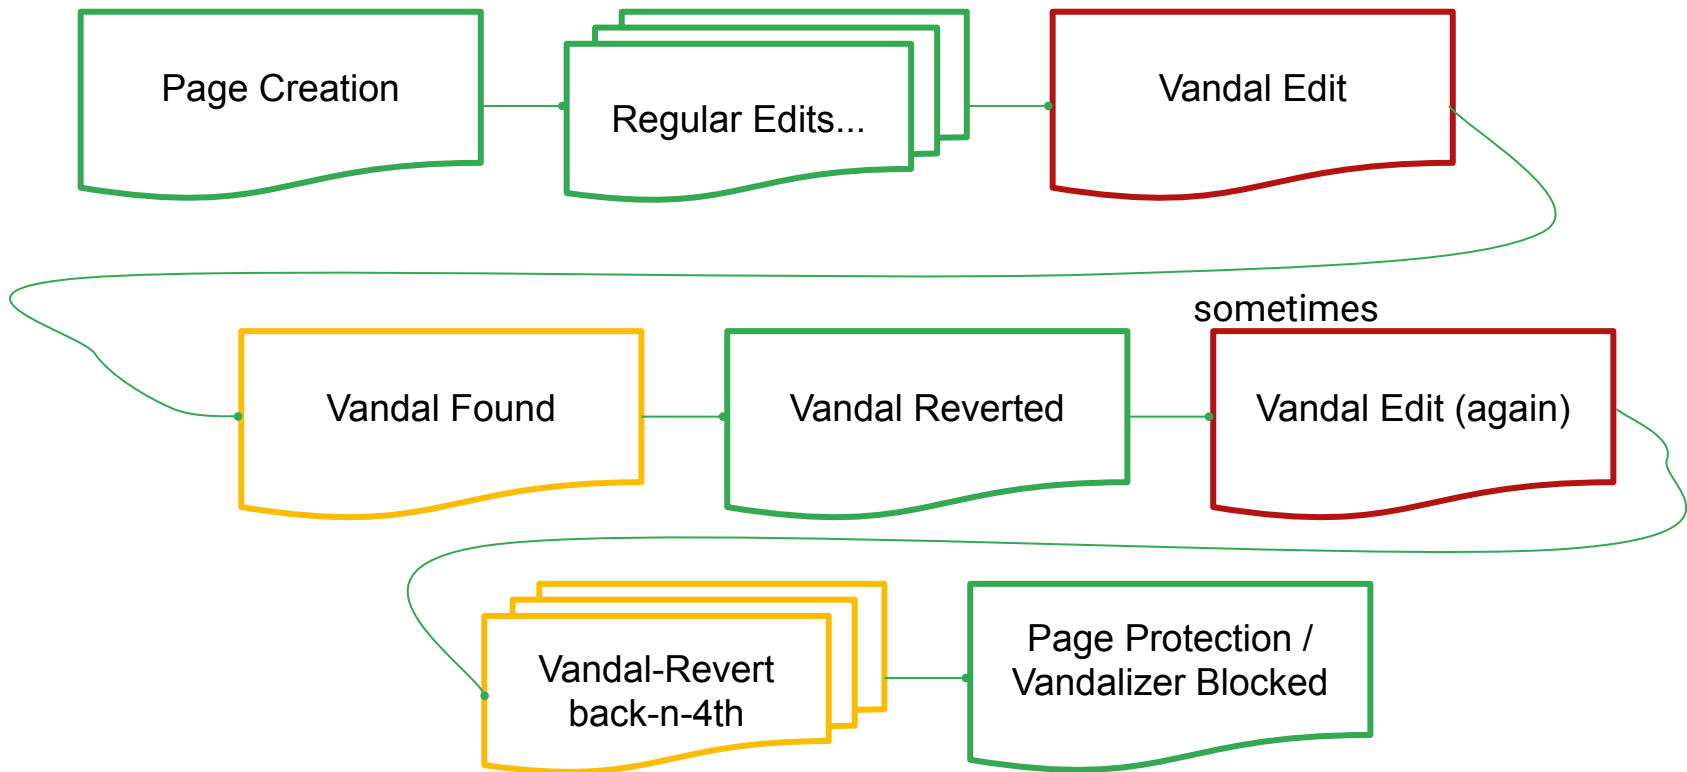 Page Creation
Regular Edits...
Vandal Edit
sometimes
Vandal Found
Vandal Reverted
Vandal Edit (again)
Vandal-Revert
back-n-4th
Page Protection /
Vandalizer Blocked